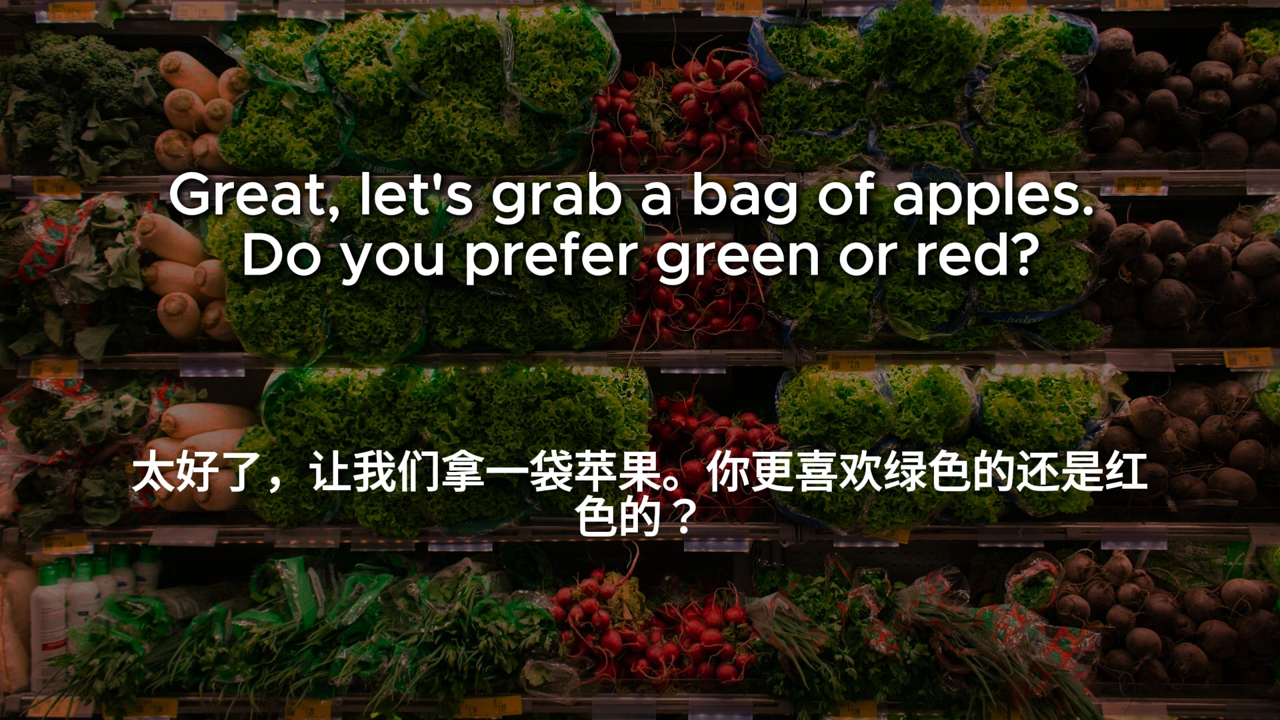 Great, let's grab a bag of apples.
Do you prefer green or red?
太好了，让我们拿一袋苹果。你更喜欢绿色的还是红
色的？